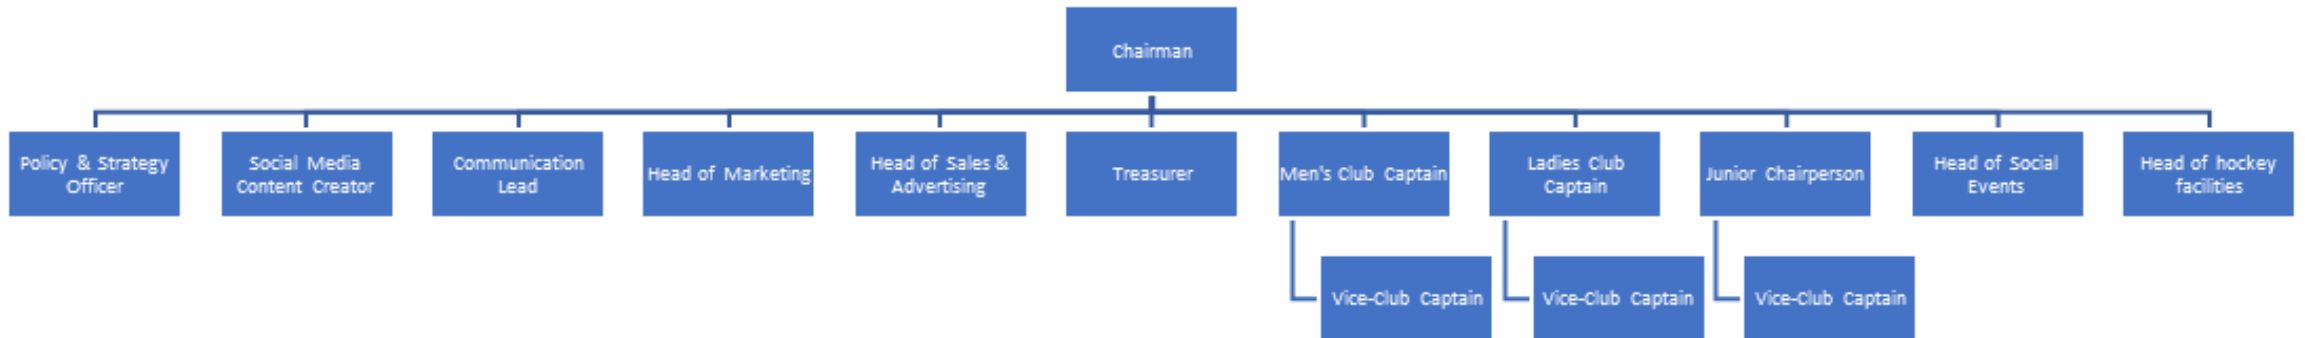 Chairman
Policy & Strategy
Officer
Social Media
Content Creator
Communication
Lead
Head of Marketing
Head of Sales &
Advertising
Treasurer
Men's Club Captain
Ladies Club
Captain
Junior Chairperson
Head of Social
Events
Head of hockey
facilities
Vice-Club Captain
Vice-Club Captain
Vice-Club Captain